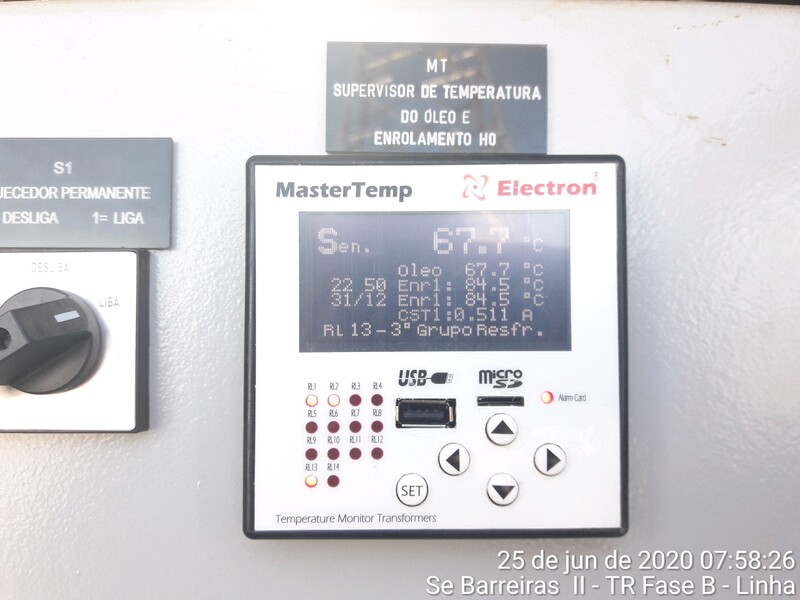 MT
SUPERVISOR DE TEMPERATURA
DO ÓLEO E
ENROLAMENTO H0
S1
UECEDOR PERMANENTE
DESLIGA 1= LIGA
DESLIGA
LIGA
MasterTemp Electron®
Sen. 67.7 °C
Oleo 67.7 °C
22 50 Enr1: 84.5 °C
31/12 Enr1: 84.5 °C
CST1:0.511 A
RL 13-3° Grupo Resfr.
USB micro SD
RL1 RL2 RL3 RL4
Alarm Card
RL5 RL6 RL7 RL8
RL9 RL10 RL11 RL12
RL13 RL14
SET
Temperature Monitor Transformers
25 de jun de 2020 07:58:26
Se Barreiras II - TR Fase B - Linha